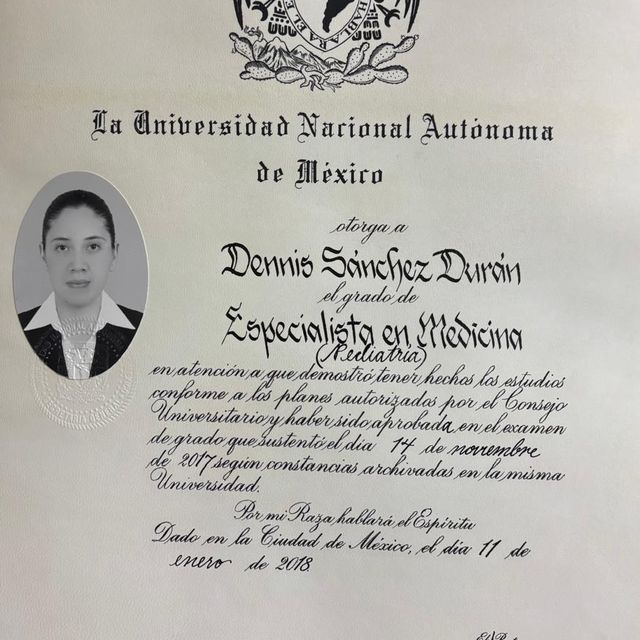 HABLARA EL E
La Universidad Nacional Autónoma
de México
otorga a
Dennis Sánchez Durán
el grado de
Especialista en Medicina
(Pediatría)
en atención a que demostró tener hechos los estudios
conforme a los planes autorizados por el Consejo
Universitario y haber sido aprobada en el examen
de grado que sustentó el día 14 de noviembre
de 2017 según constancias archivadas en la misma
Universidad.
Por mi Raza hablará el Espíritu
Dado en la Ciudad de México, el día 11 de
enero de 2018